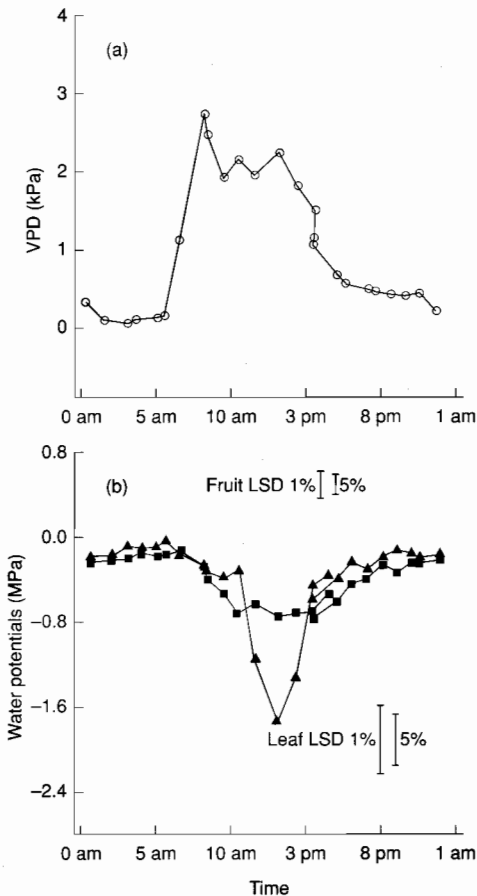 4
(a)
3
2
VPD (kPa)
1
0
0 am 5 am 10 am 3 pm 8 pm 1 am
0.8
(b)
Fruit LSD 1% 5%
0.0
−0.8
Water potentials (MPa)
−1.6
Leaf LSD 1% 5%
−2.4
0 am 5 am 10 am 3 pm 8 pm 1 am
Time